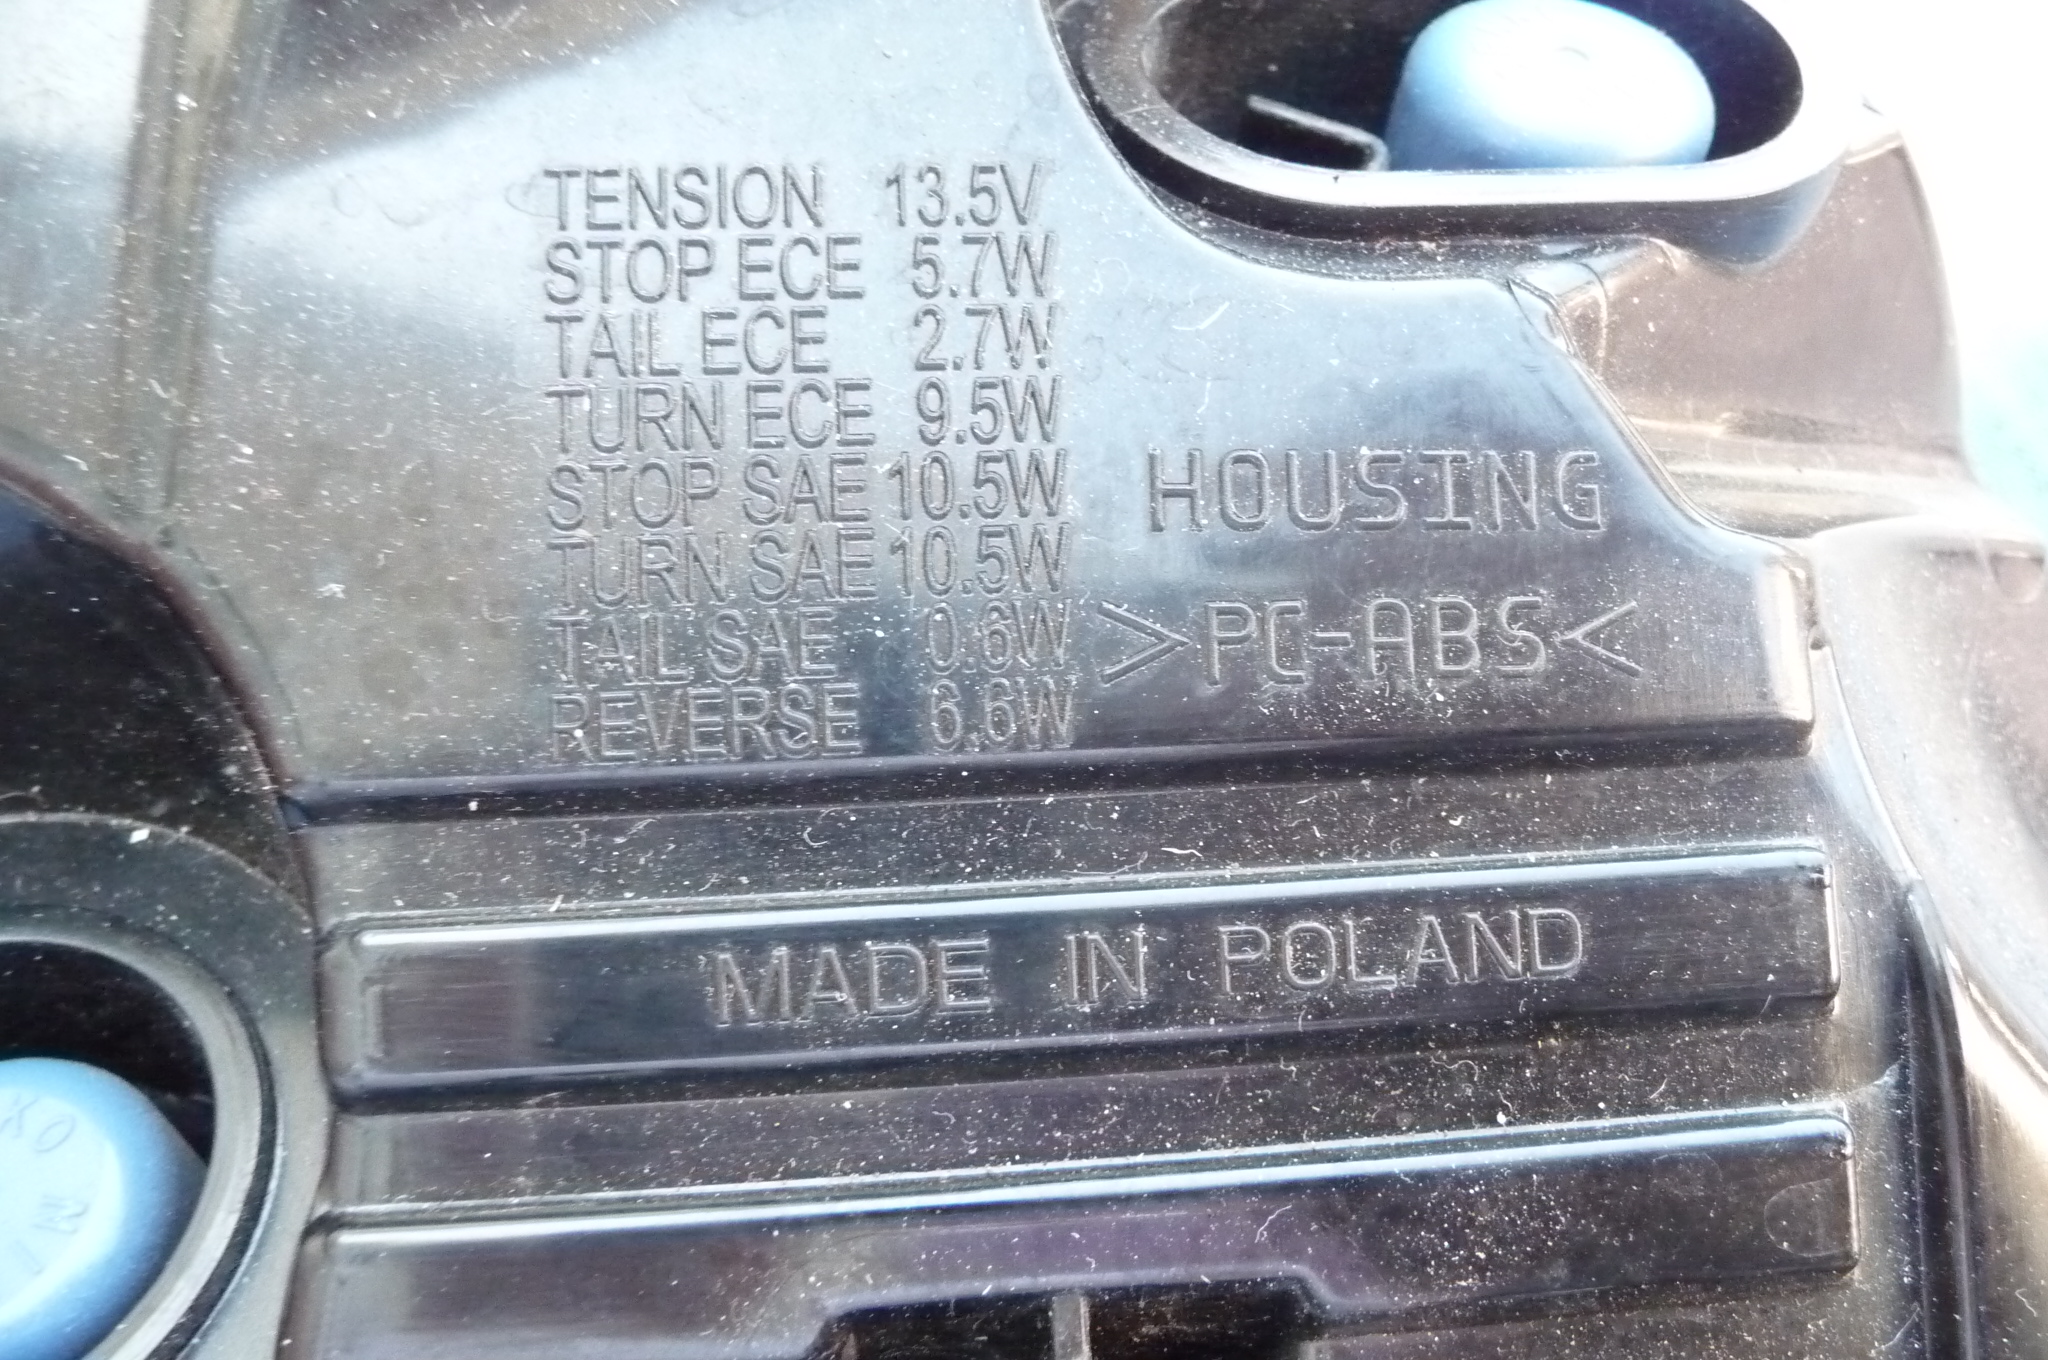 TENSION 13.5V
STOP ECE 5.7W
TAIL ECE 2.7W
TURN ECE 9.5W
STOP SAE 10.5W
TURN SAE 10.5W
TAIL SAE 0.6W
REVERSE 6.6W
HOUSING
>PC-ABS<
MADE IN POLAND